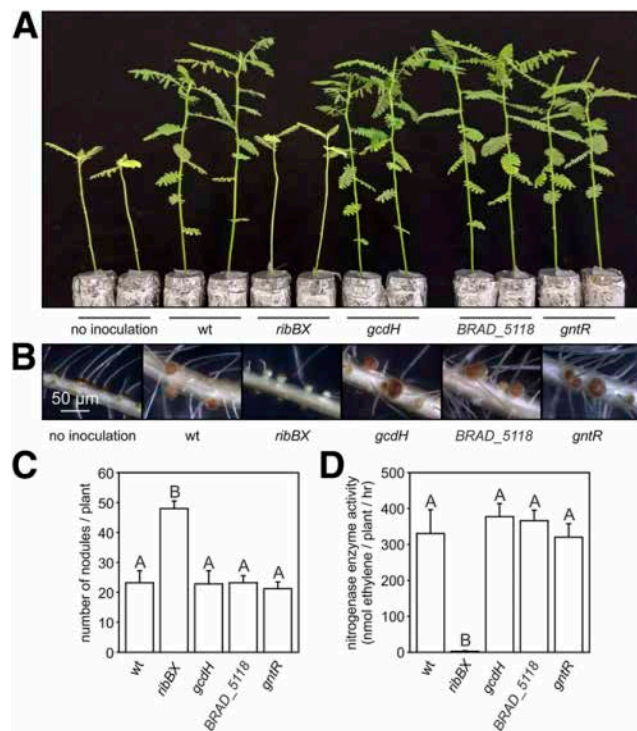 A
no inoculation wt ribBX gcdH BRAD_5118 gntR
B
50 µm
no inoculation wt ribBX gcdH BRAD_5118 gntR
C
number of nodules / plant
60
50
40
30
20
10
0
A
B
A
A
A
wt
ribBX
gcdH
BRAD_5118
gntR
D
nitrogenase enzyme activity
(nmol ethylene / plant / hr)
500
400
300
200
100
0
A
B
A
A
A
wt
ribBX
gcdH
BRAD_5118
gntR